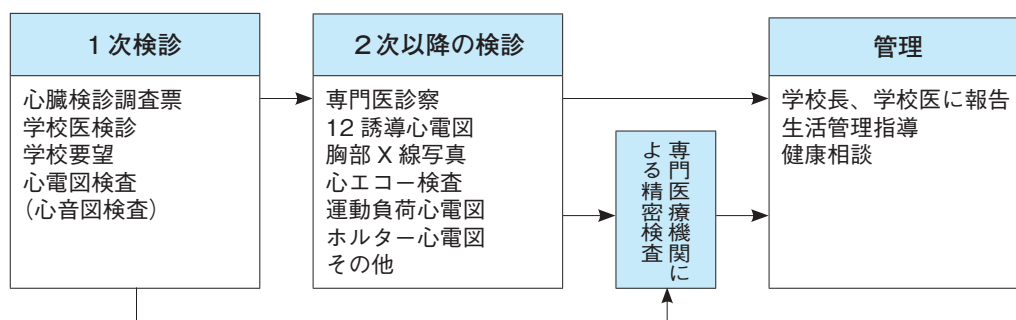 1次検診
心臓検診調査票
学校医検診
学校要望
心電図検査
(心音図検査)
2次以降の検診
専門医診察
12誘導心電図
胸部X線写真
心エコー検査
運動負荷心電図
ホルター心電図
その他
専門医療機関に
よる精密検査
管理
学校長、学校医に報告
生活管理指導
健康相談